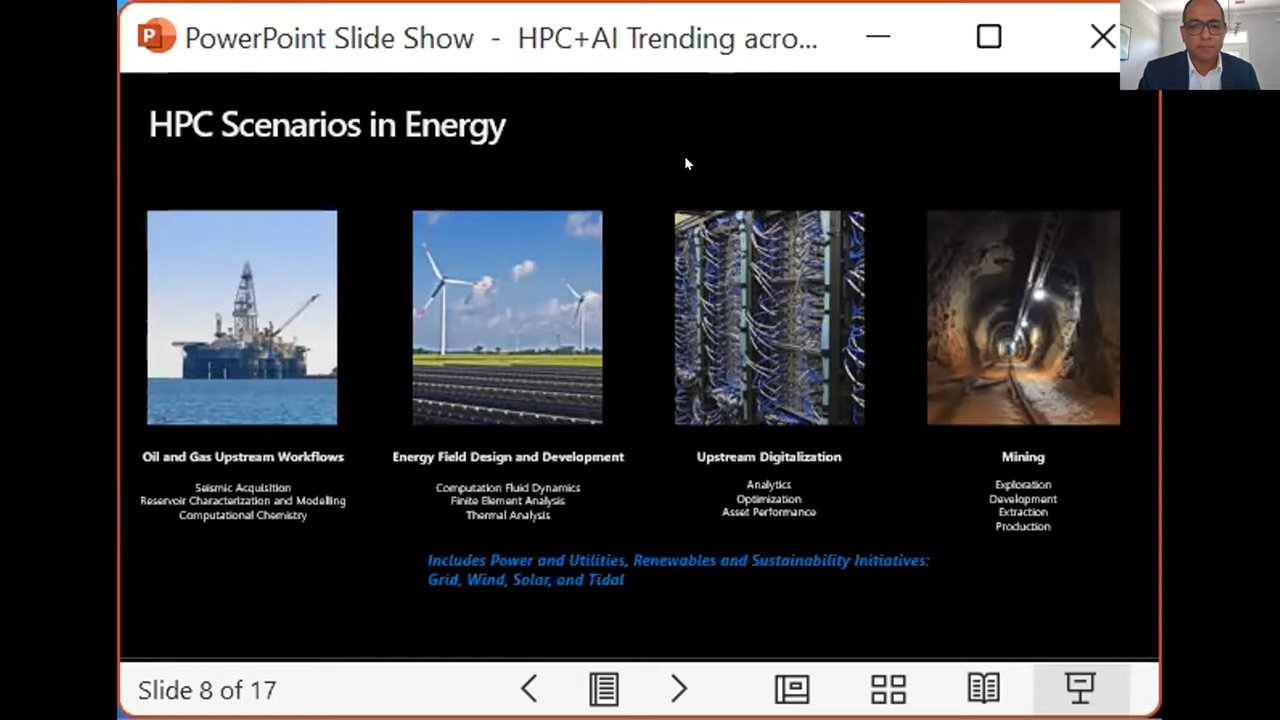 P PowerPoint Slide Show - HPC+AI Trending acro...
HPC Scenarios in Energy
Oil and Gas Upstream Workflows
Seismic Acquisition
Reservoir Characterization and Modelling
Computational Chemistry
Energy Field Design and Development
Computation Fluid Dynamics
Finite Element Analysis
Thermal Analysis
Upstream Digitalization
Analytics
Optimization
Asset Performance
Mining
Exploration
Development
Extraction
Production
Includes Power and Utilities, Renewables and Sustainability Initiatives:
Grid, Wind, Solar, and Tidal
Slide 8 of 17